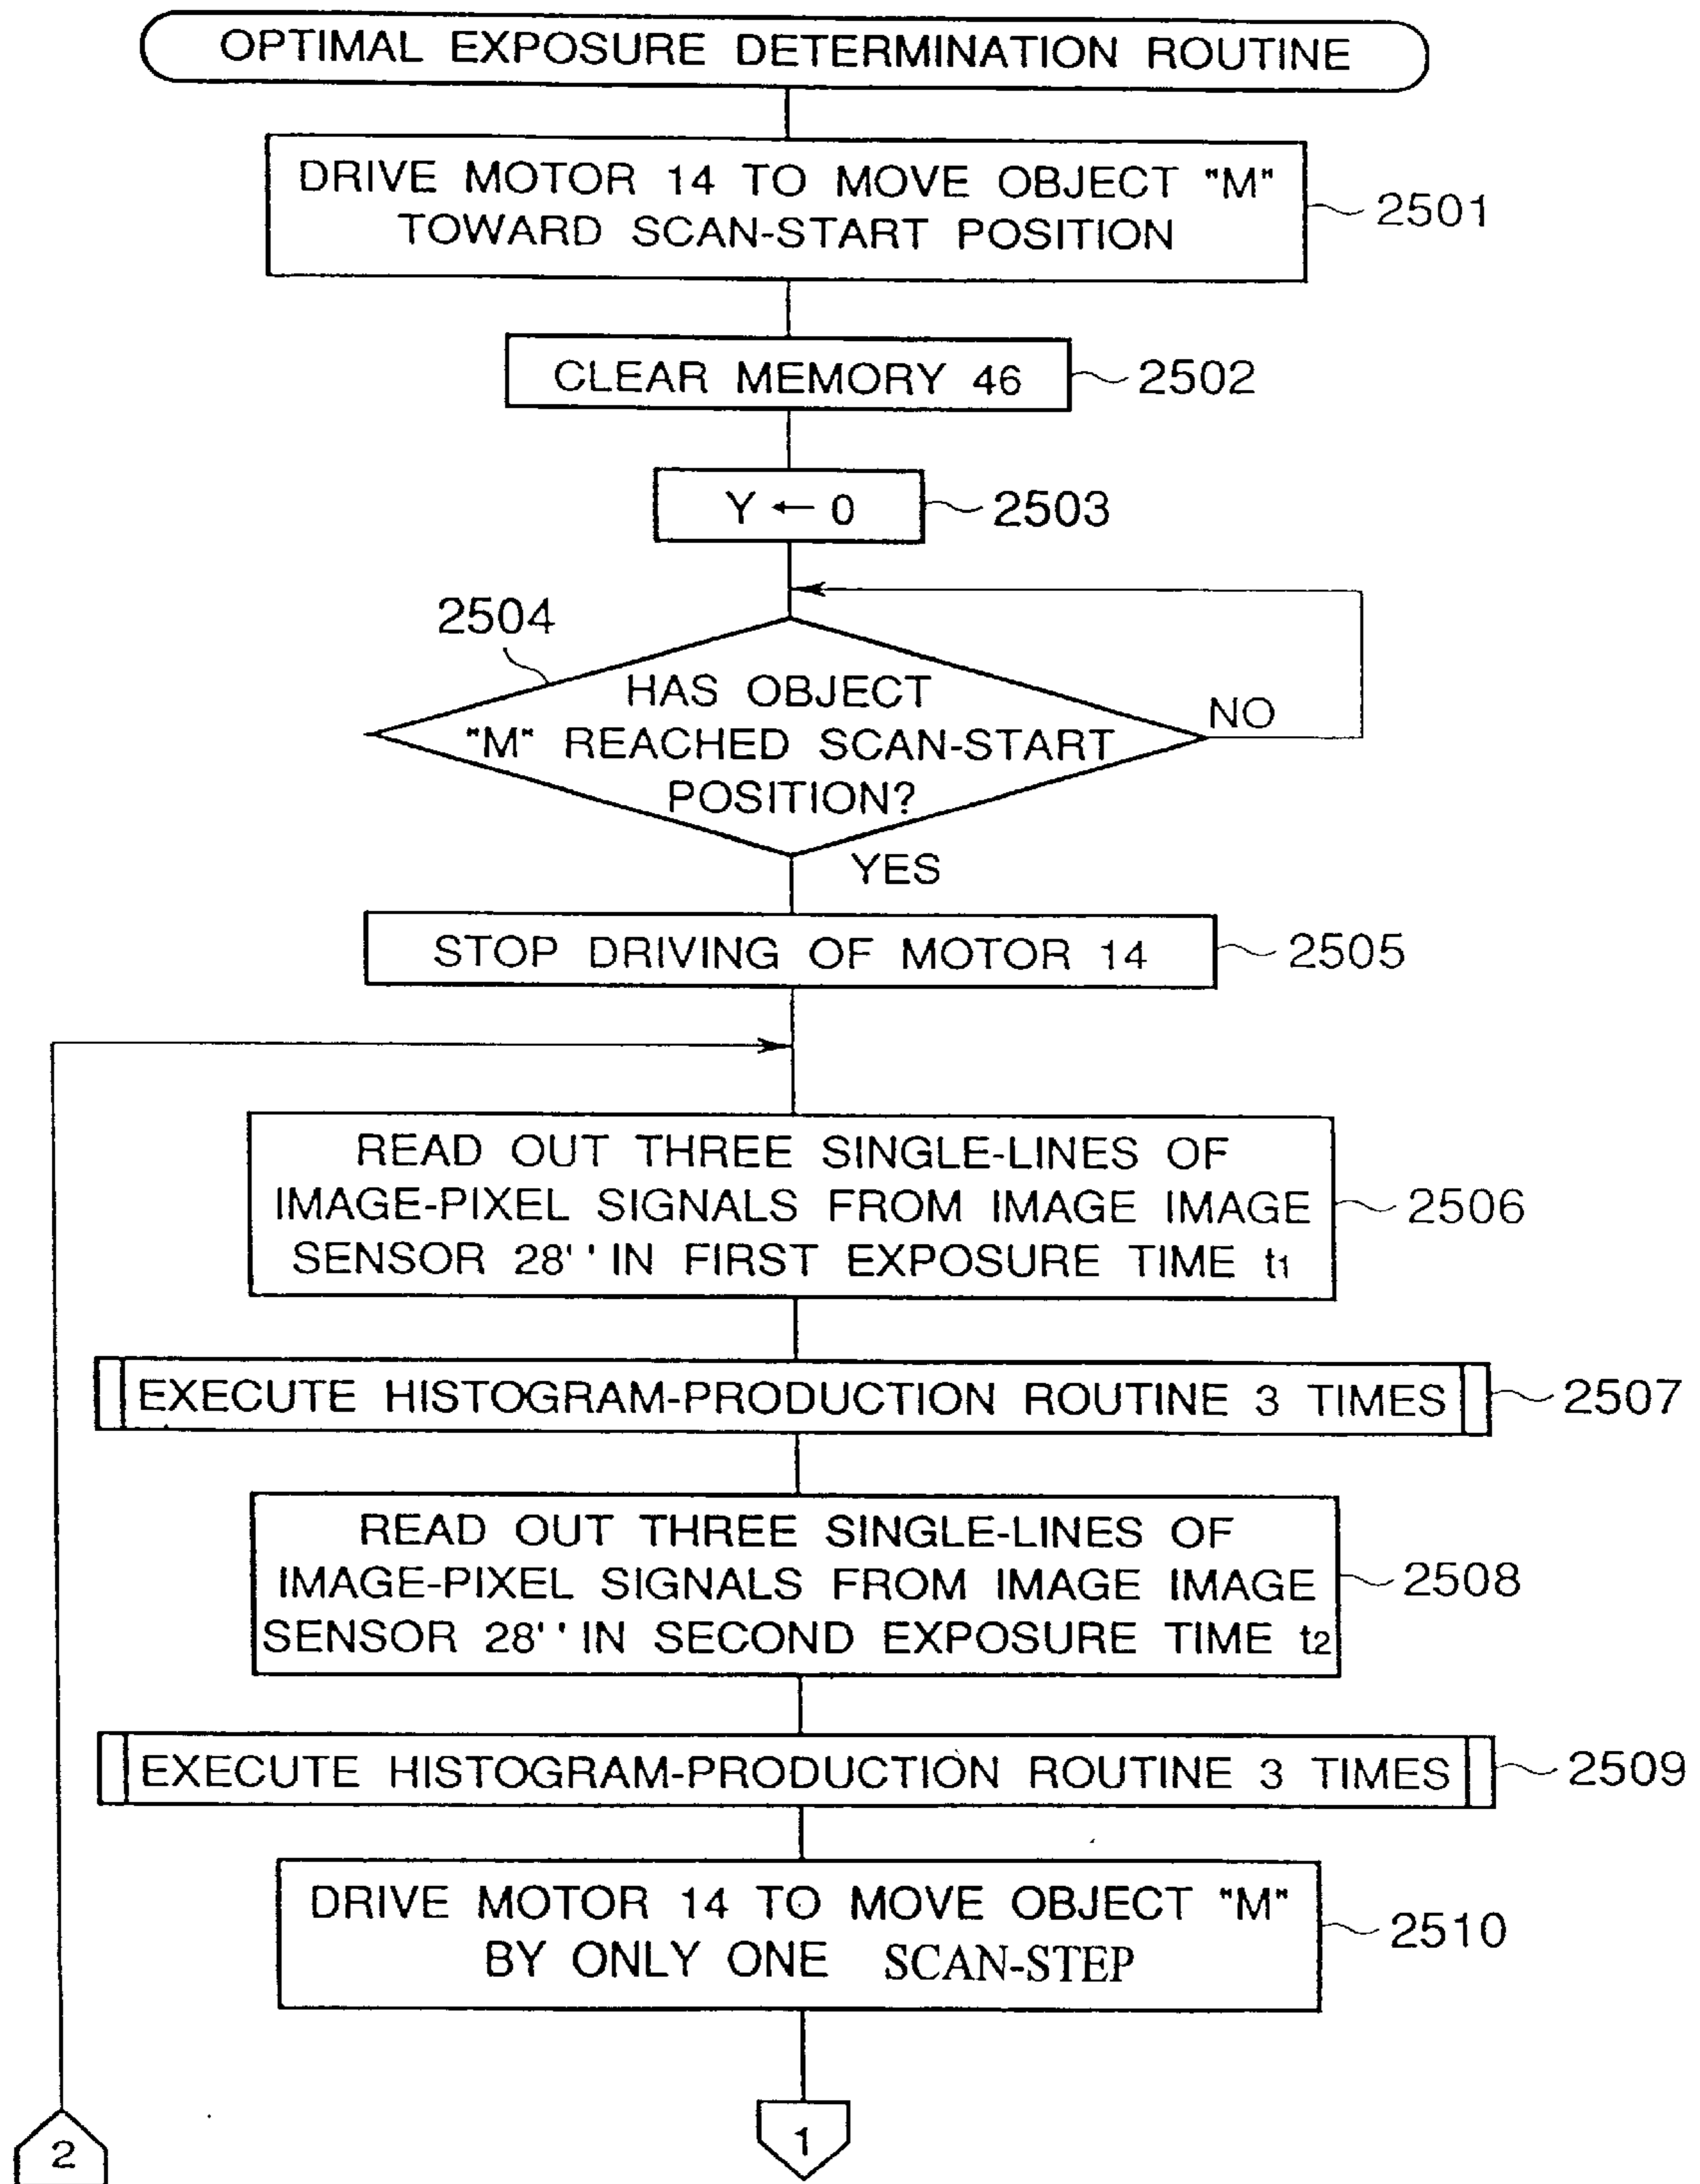 OPTIMAL EXPOSURE DETERMINATION ROUTINE
DRIVE MOTOR 14 TO MOVE OBJECT "M"
TOWARD SCAN-START POSITION
2501
CLEAR MEMORY 46
2502
Y ← 0
2503
2504
HAS OBJECT
"M" REACHED SCAN-START
POSITION?
NO
YES
STOP DRIVING OF MOTOR 14
2505
READ OUT THREE SINGLE-LINES OF
IMAGE-PIXEL SIGNALS FROM IMAGE IMAGE
SENSOR 28'' IN FIRST EXPOSURE TIME t1
2506
EXECUTE HISTOGRAM-PRODUCTION ROUTINE 3 TIMES
2507
READ OUT THREE SINGLE-LINES OF
IMAGE-PIXEL SIGNALS FROM IMAGE IMAGE
SENSOR 28'' IN SECOND EXPOSURE TIME t2
2508
EXECUTE HISTOGRAM-PRODUCTION ROUTINE 3 TIMES
2509
DRIVE MOTOR 14 TO MOVE OBJECT "M"
BY ONLY ONE SCAN-STEP
2510
2
1